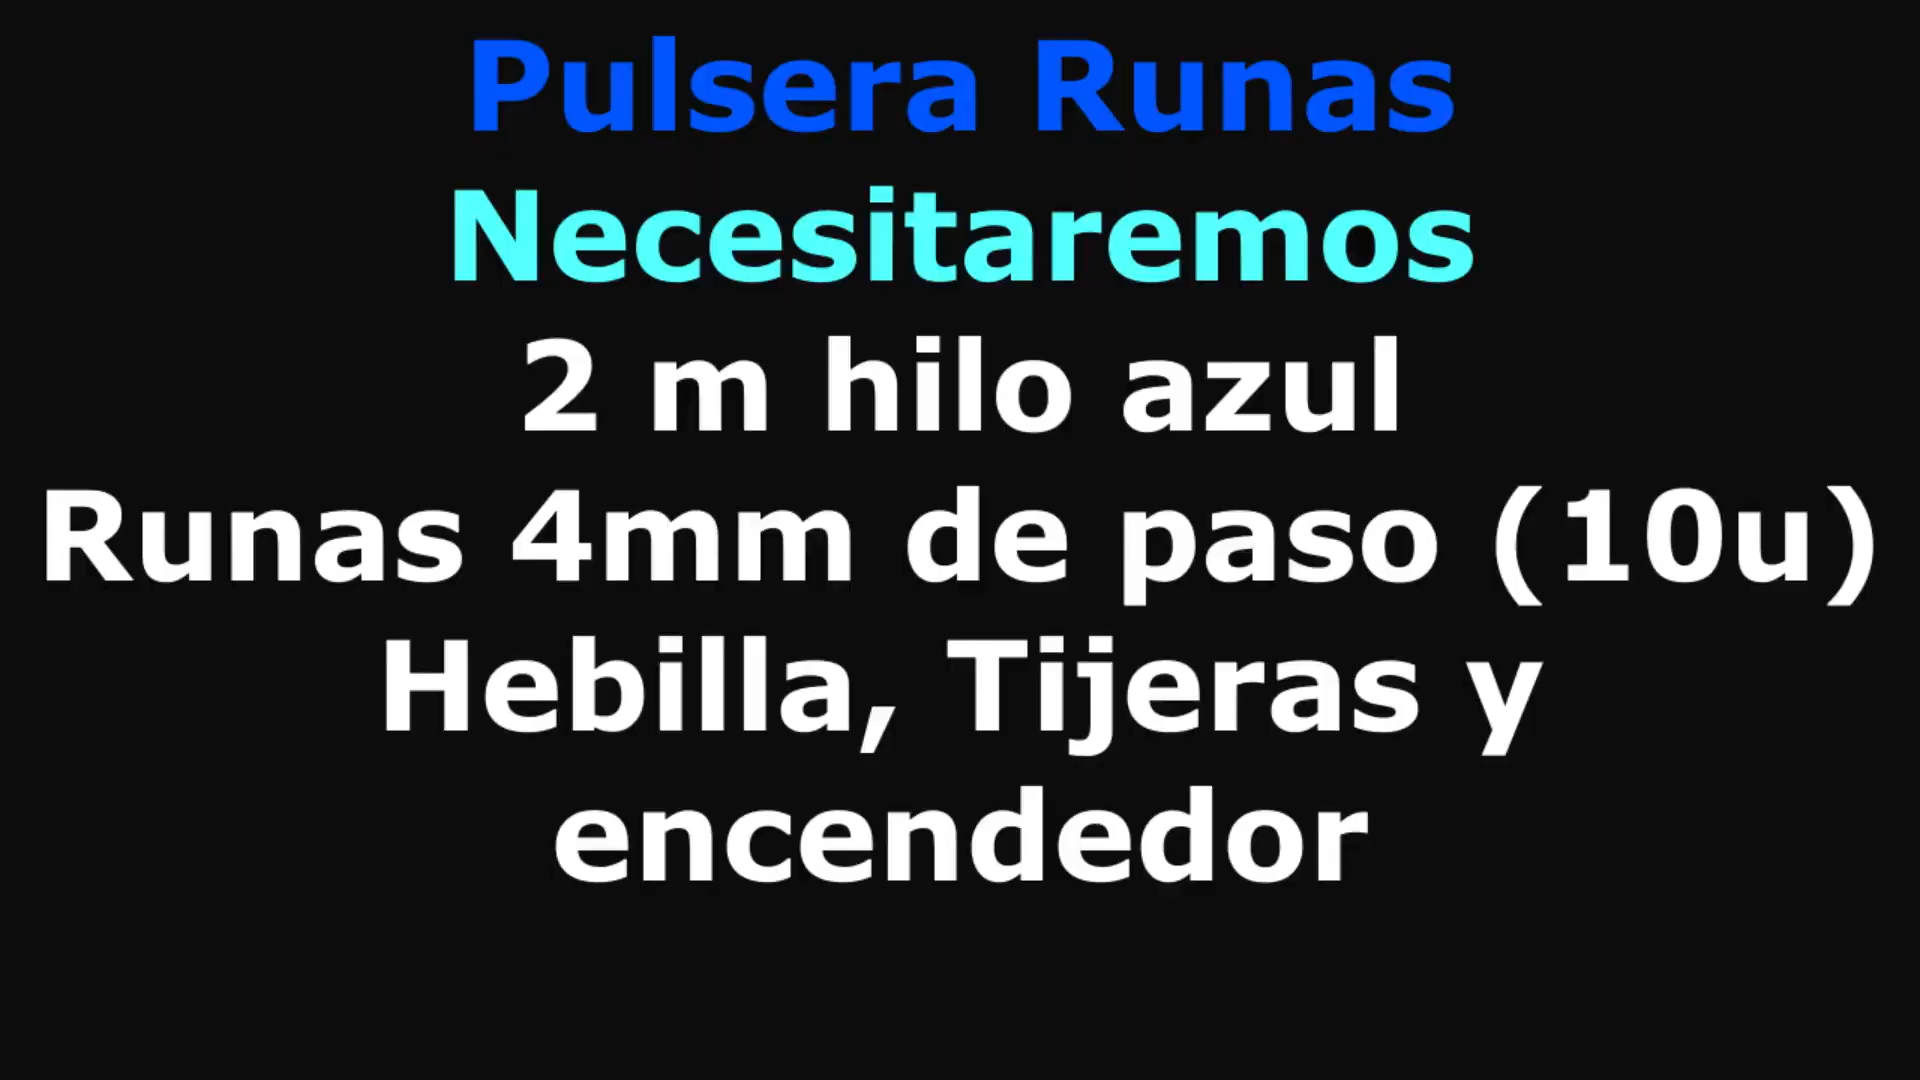 Pulsera Runas
Necesitaremos
2 m hilo azul
Runas 4mm de paso (10u)
Hebilla, Tijeras y
encendedor